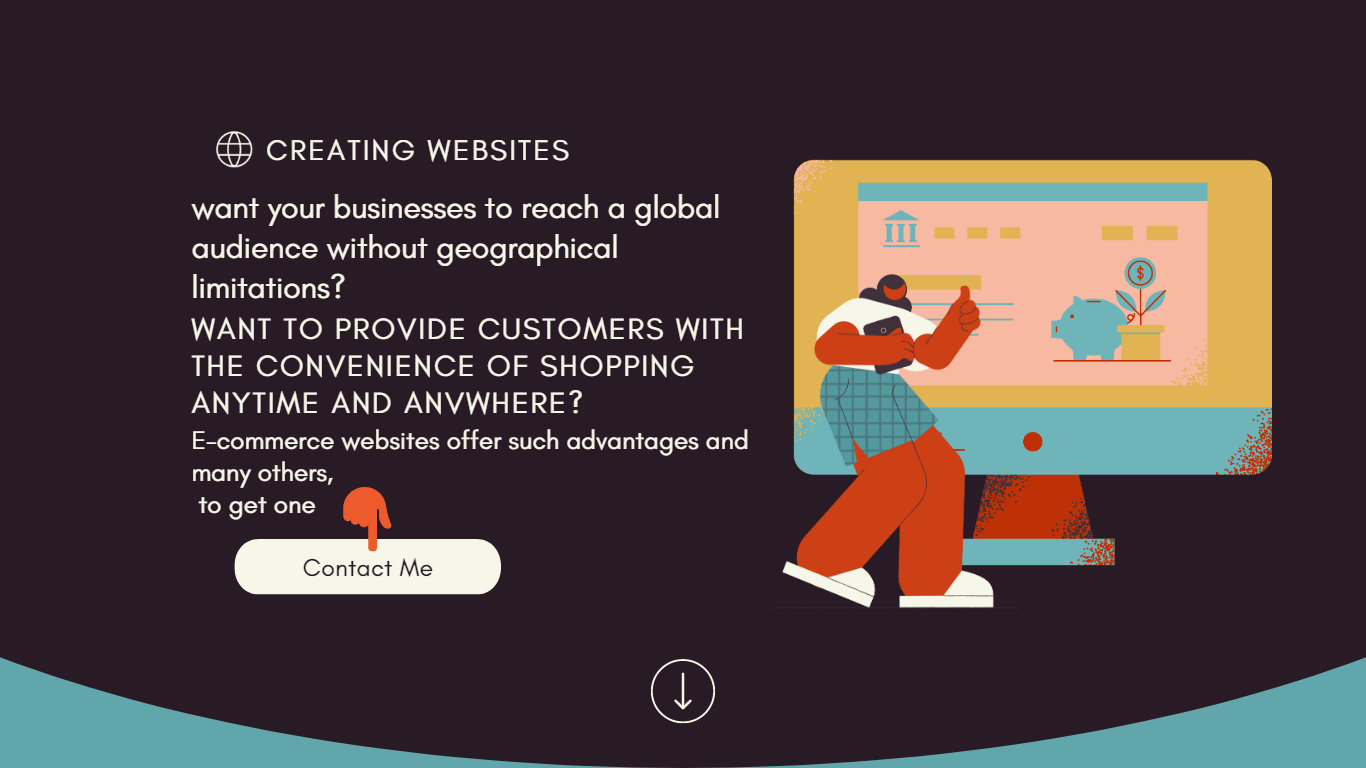 CREATING WEBSITES
want your businesses to reach a global
audience without geographical
limitations?
WANT TO PROVIDE CUSTOMERS WITH
THE CONVENIENCE OF SHOPPING
ANYTIME AND ANVWHERE?
E-commerce websites offer such advantages and
many others,
to get one
Contact Me
$